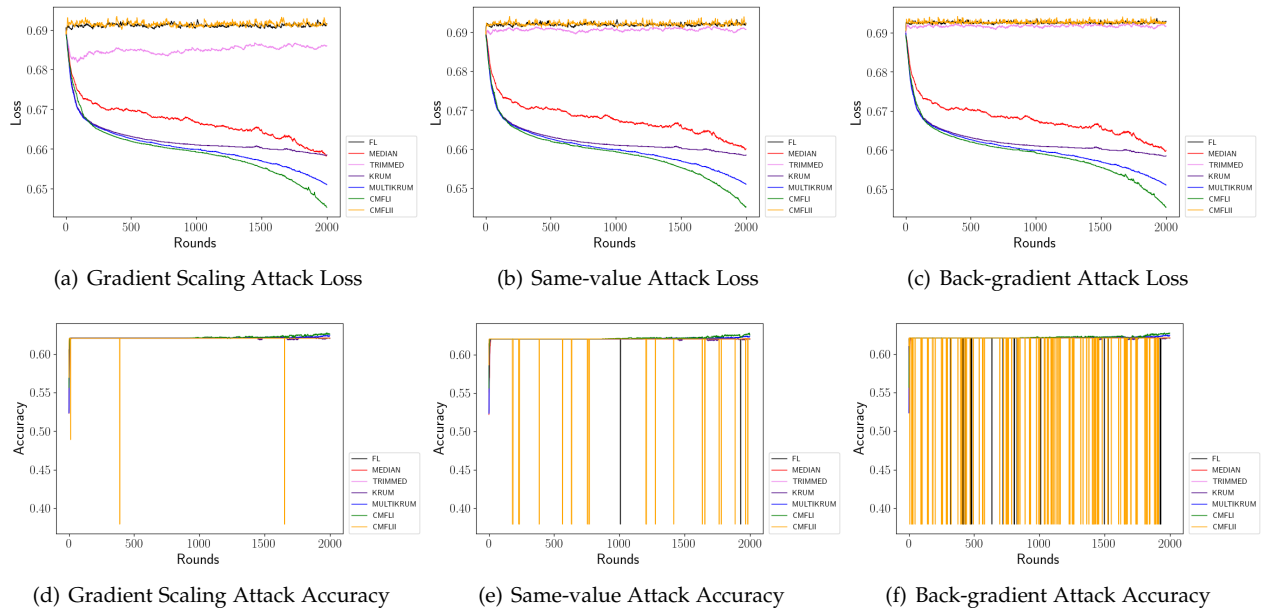 0.69
0.68
0.67
0.66
0.65
Loss
0
500
1000
1500
2000
Rounds
FL
MEDIAN
TRIMMED
KRUM
MULTIKRUM
CMFLI
CMFLII
(a) Gradient Scaling Attack Loss
0.69
0.68
0.67
0.66
0.65
Loss
0
500
1000
1500
2000
Rounds
FL
MEDIAN
TRIMMED
KRUM
MULTIKRUM
CMFLI
CMFLII
(b) Same-value Attack Loss
0.69
0.68
0.67
0.66
0.65
Loss
0
500
1000
1500
2000
Rounds
FL
MEDIAN
TRIMMED
KRUM
MULTIKRUM
CMFLI
CMFLII
(c) Back-gradient Attack Loss
0.60
0.55
0.50
0.45
0.40
Accuracy
0
500
1000
1500
2000
Rounds
FL
MEDIAN
TRIMMED
KRUM
MULTIKRUM
CMFLI
CMFLII
(d) Gradient Scaling Attack Accuracy
0.60
0.55
0.50
0.45
0.40
Accuracy
0
500
1000
1500
2000
Rounds
FL
MEDIAN
TRIMMED
KRUM
MULTIKRUM
CMFLI
CMFLII
(e) Same-value Attack Accuracy
0.60
0.55
0.50
0.45
0.40
Accuracy
0
500
1000
1500
2000
Rounds
FL
MEDIAN
TRIMMED
KRUM
MULTIKRUM
CMFLI
CMFLII
(f) Back-gradient Attack Accuracy